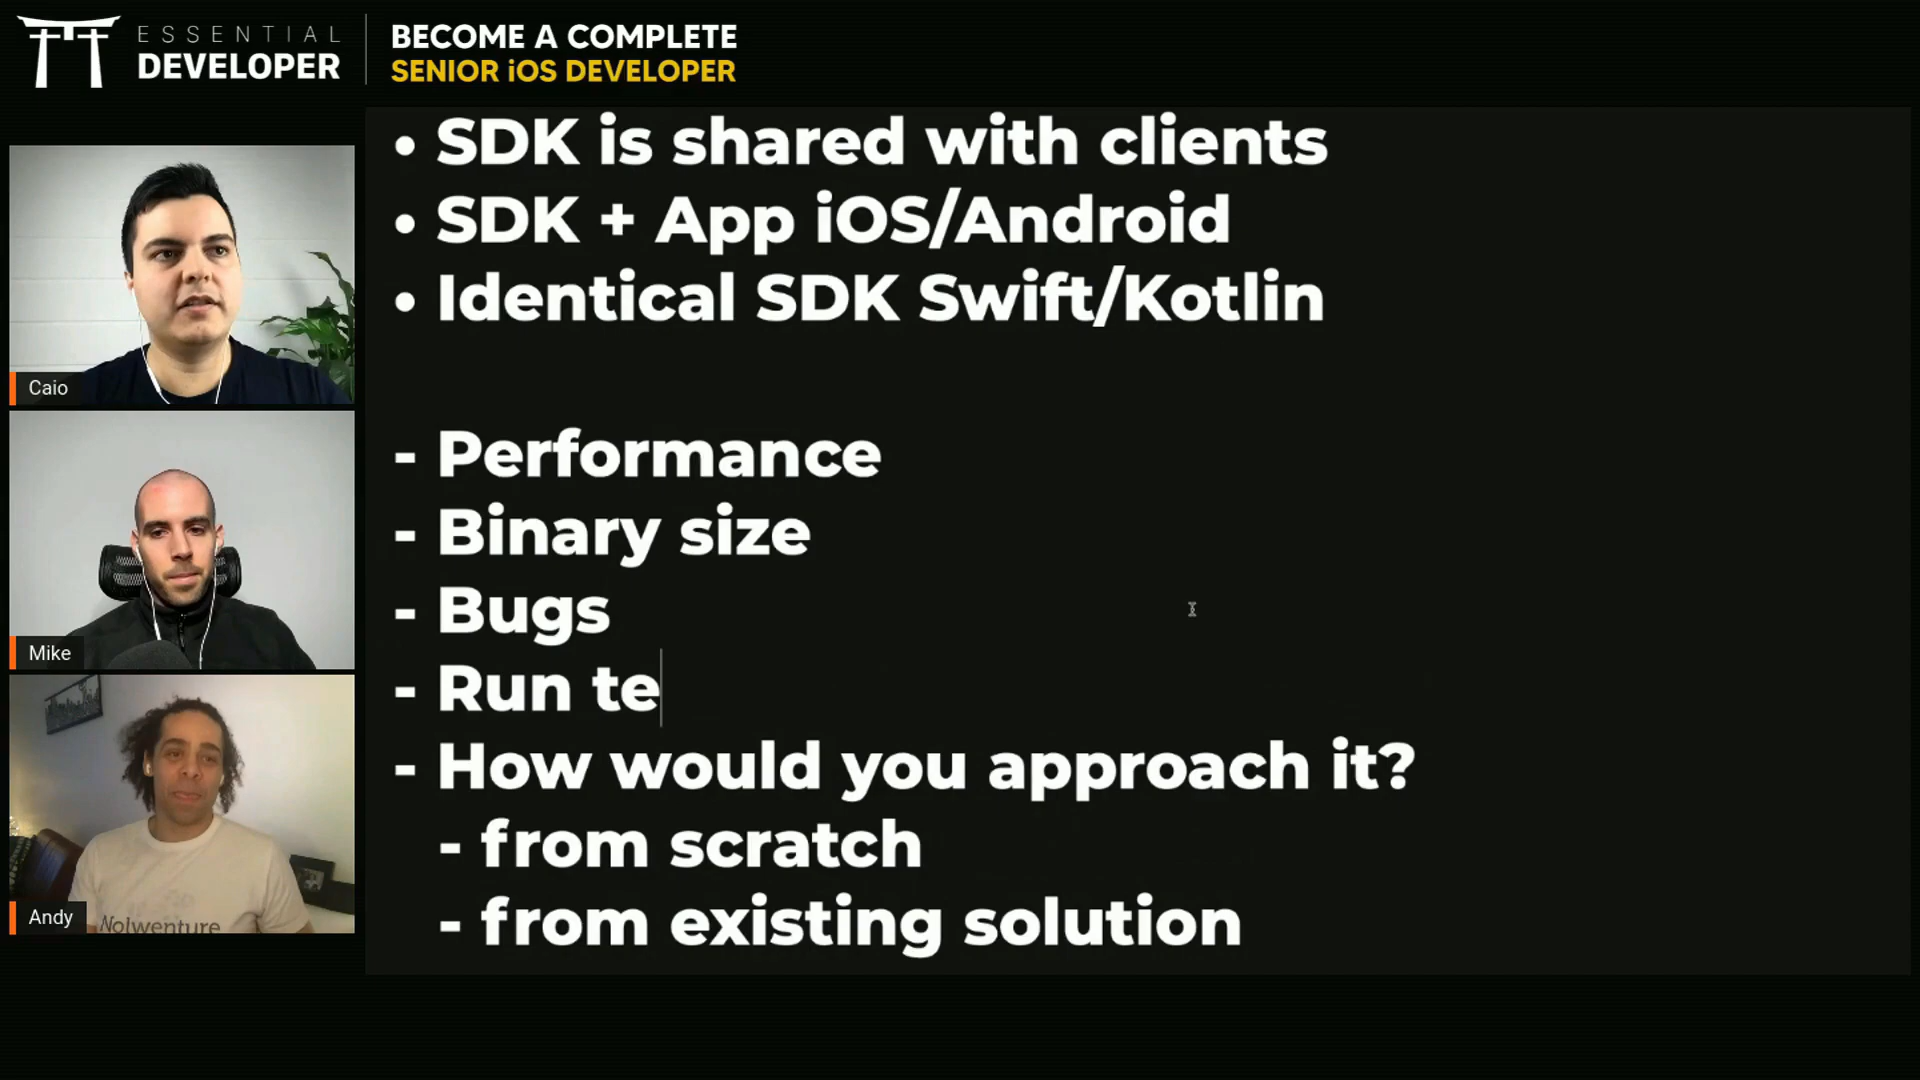 ESSENTIAL
DEVELOPER
BECOME A COMPLETE
SENIOR iOS DEVELOPER
• SDK is shared with clients
• SDK + App iOS/Android
• Identical SDK Swift/Kotlin
- Performance
- Binary size
- Bugs
- Run te
- How would you approach it?
- from scratch
- from existing solution
Caio
Mike
Andy
Nolwenture